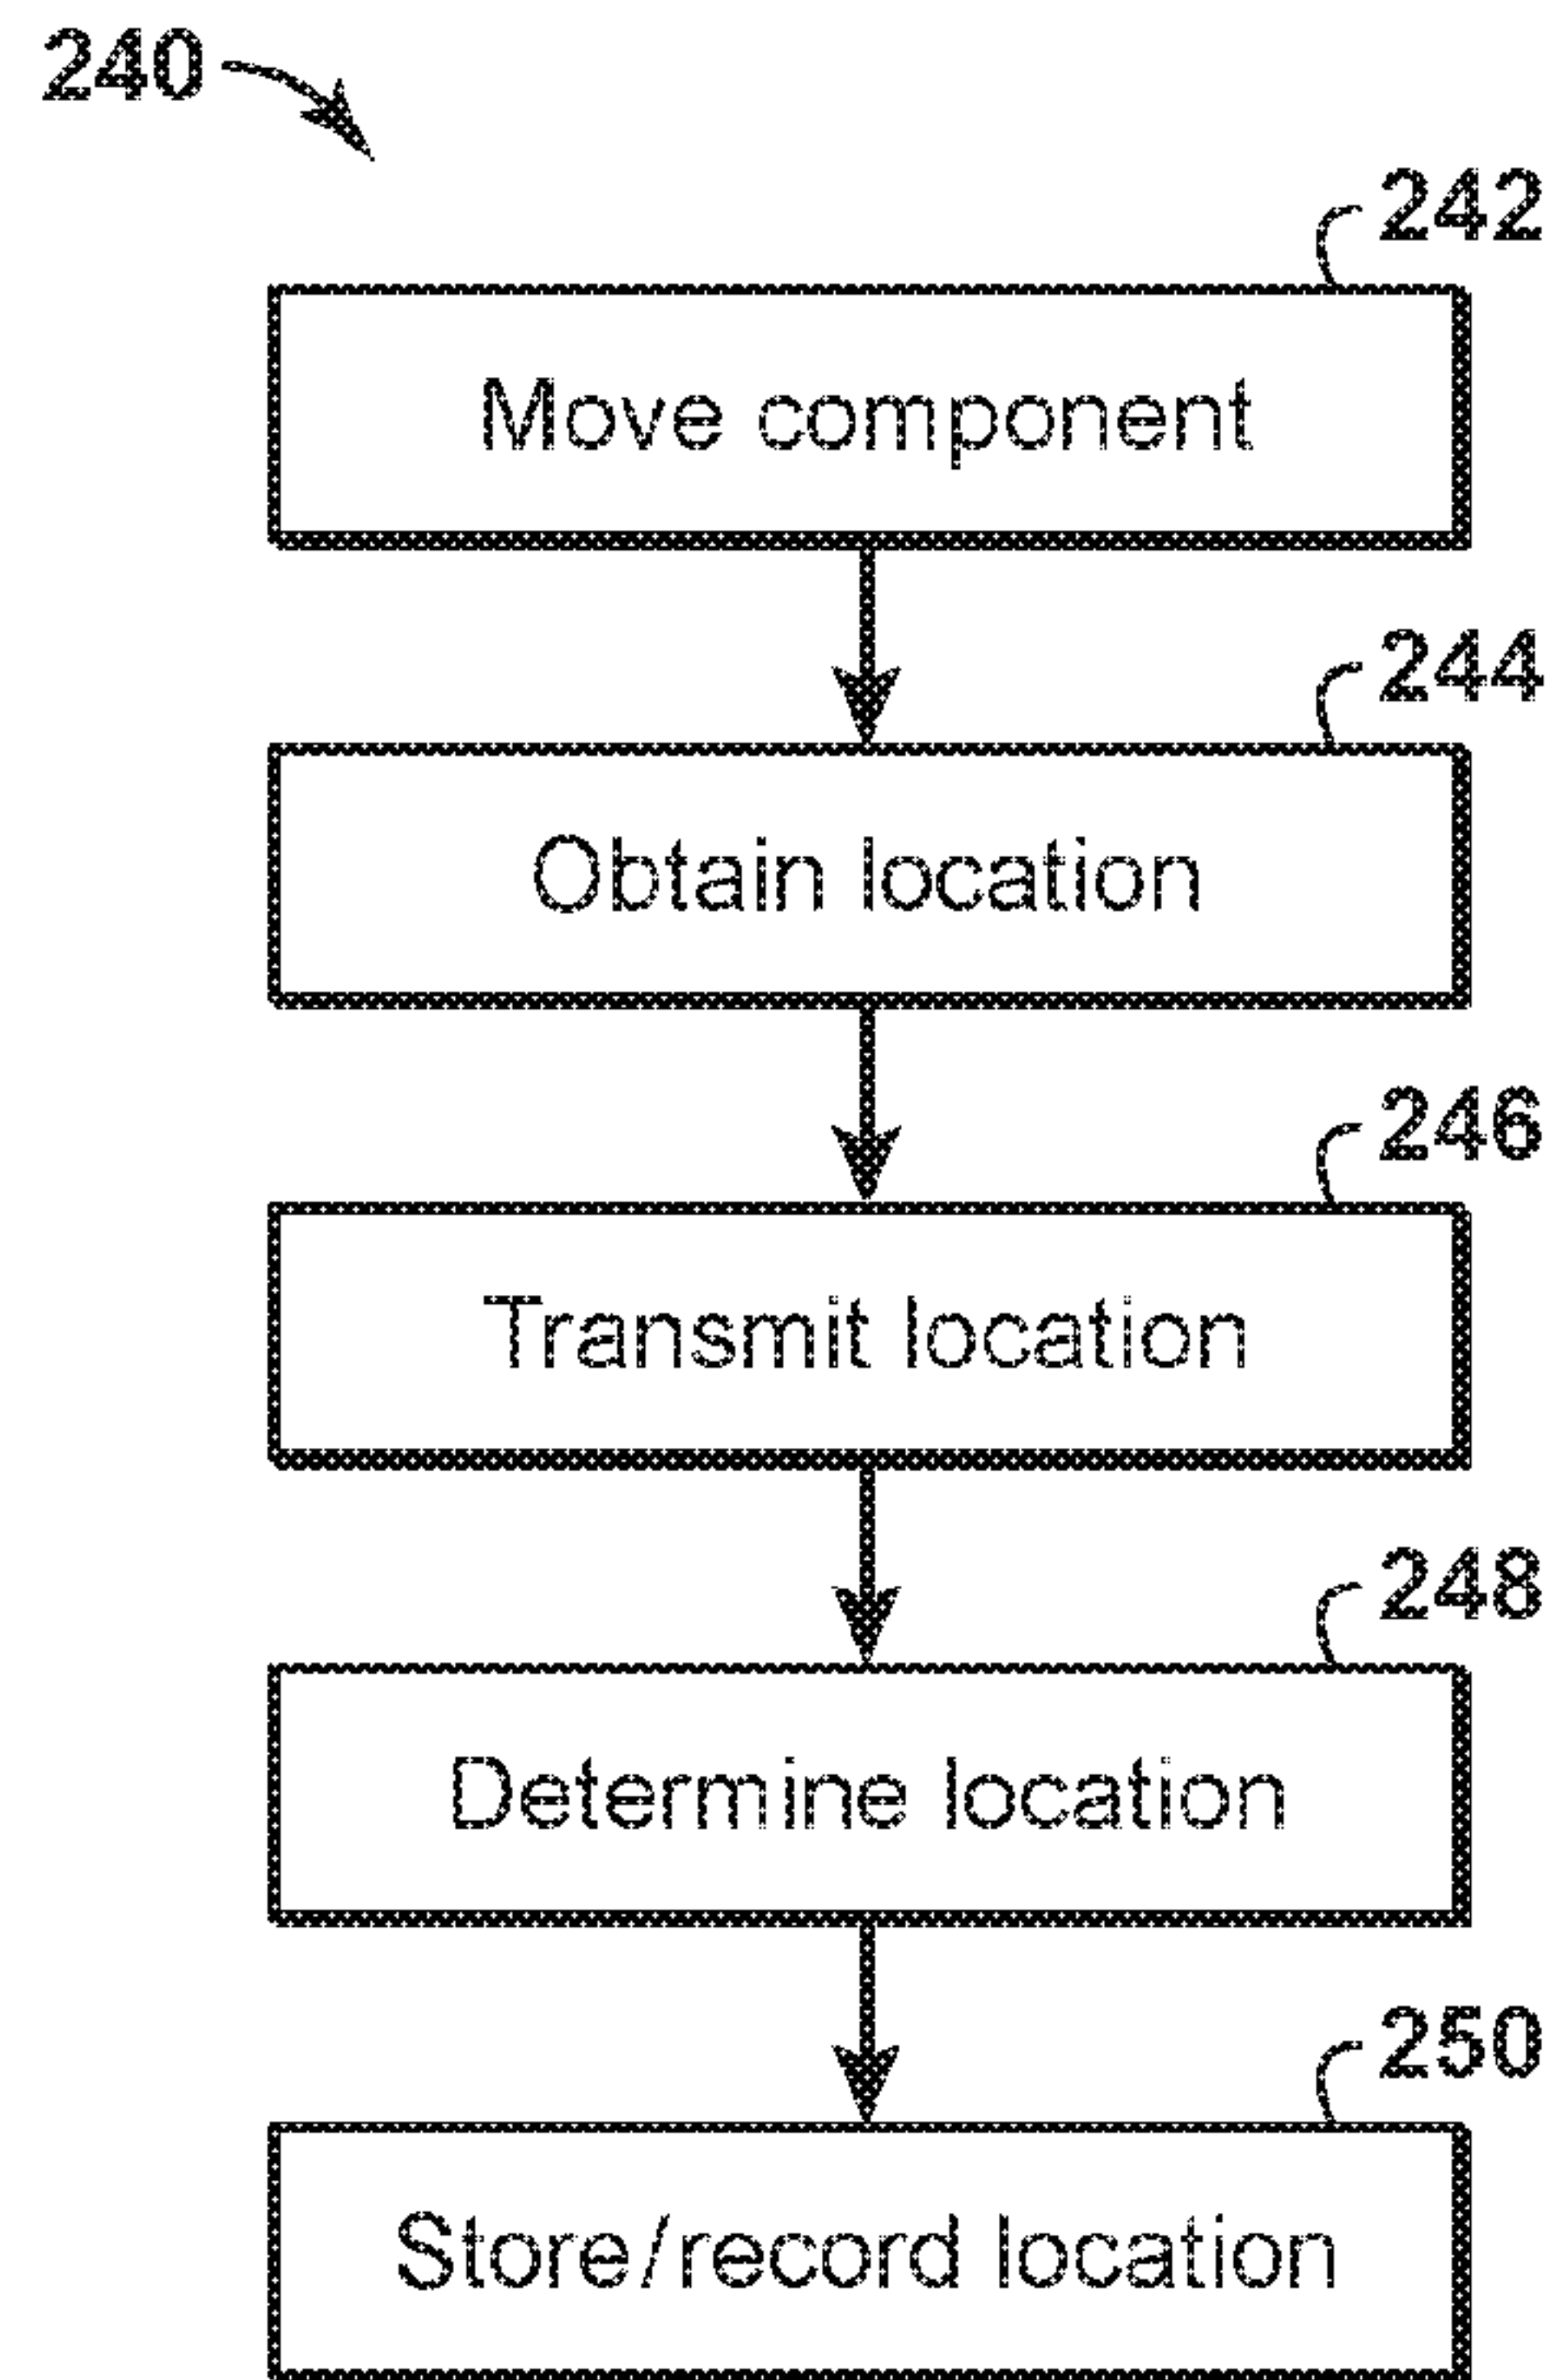 240
242
Move component
244
Obtain location
246
Transmit location
248
Determine location
250
Store/record location